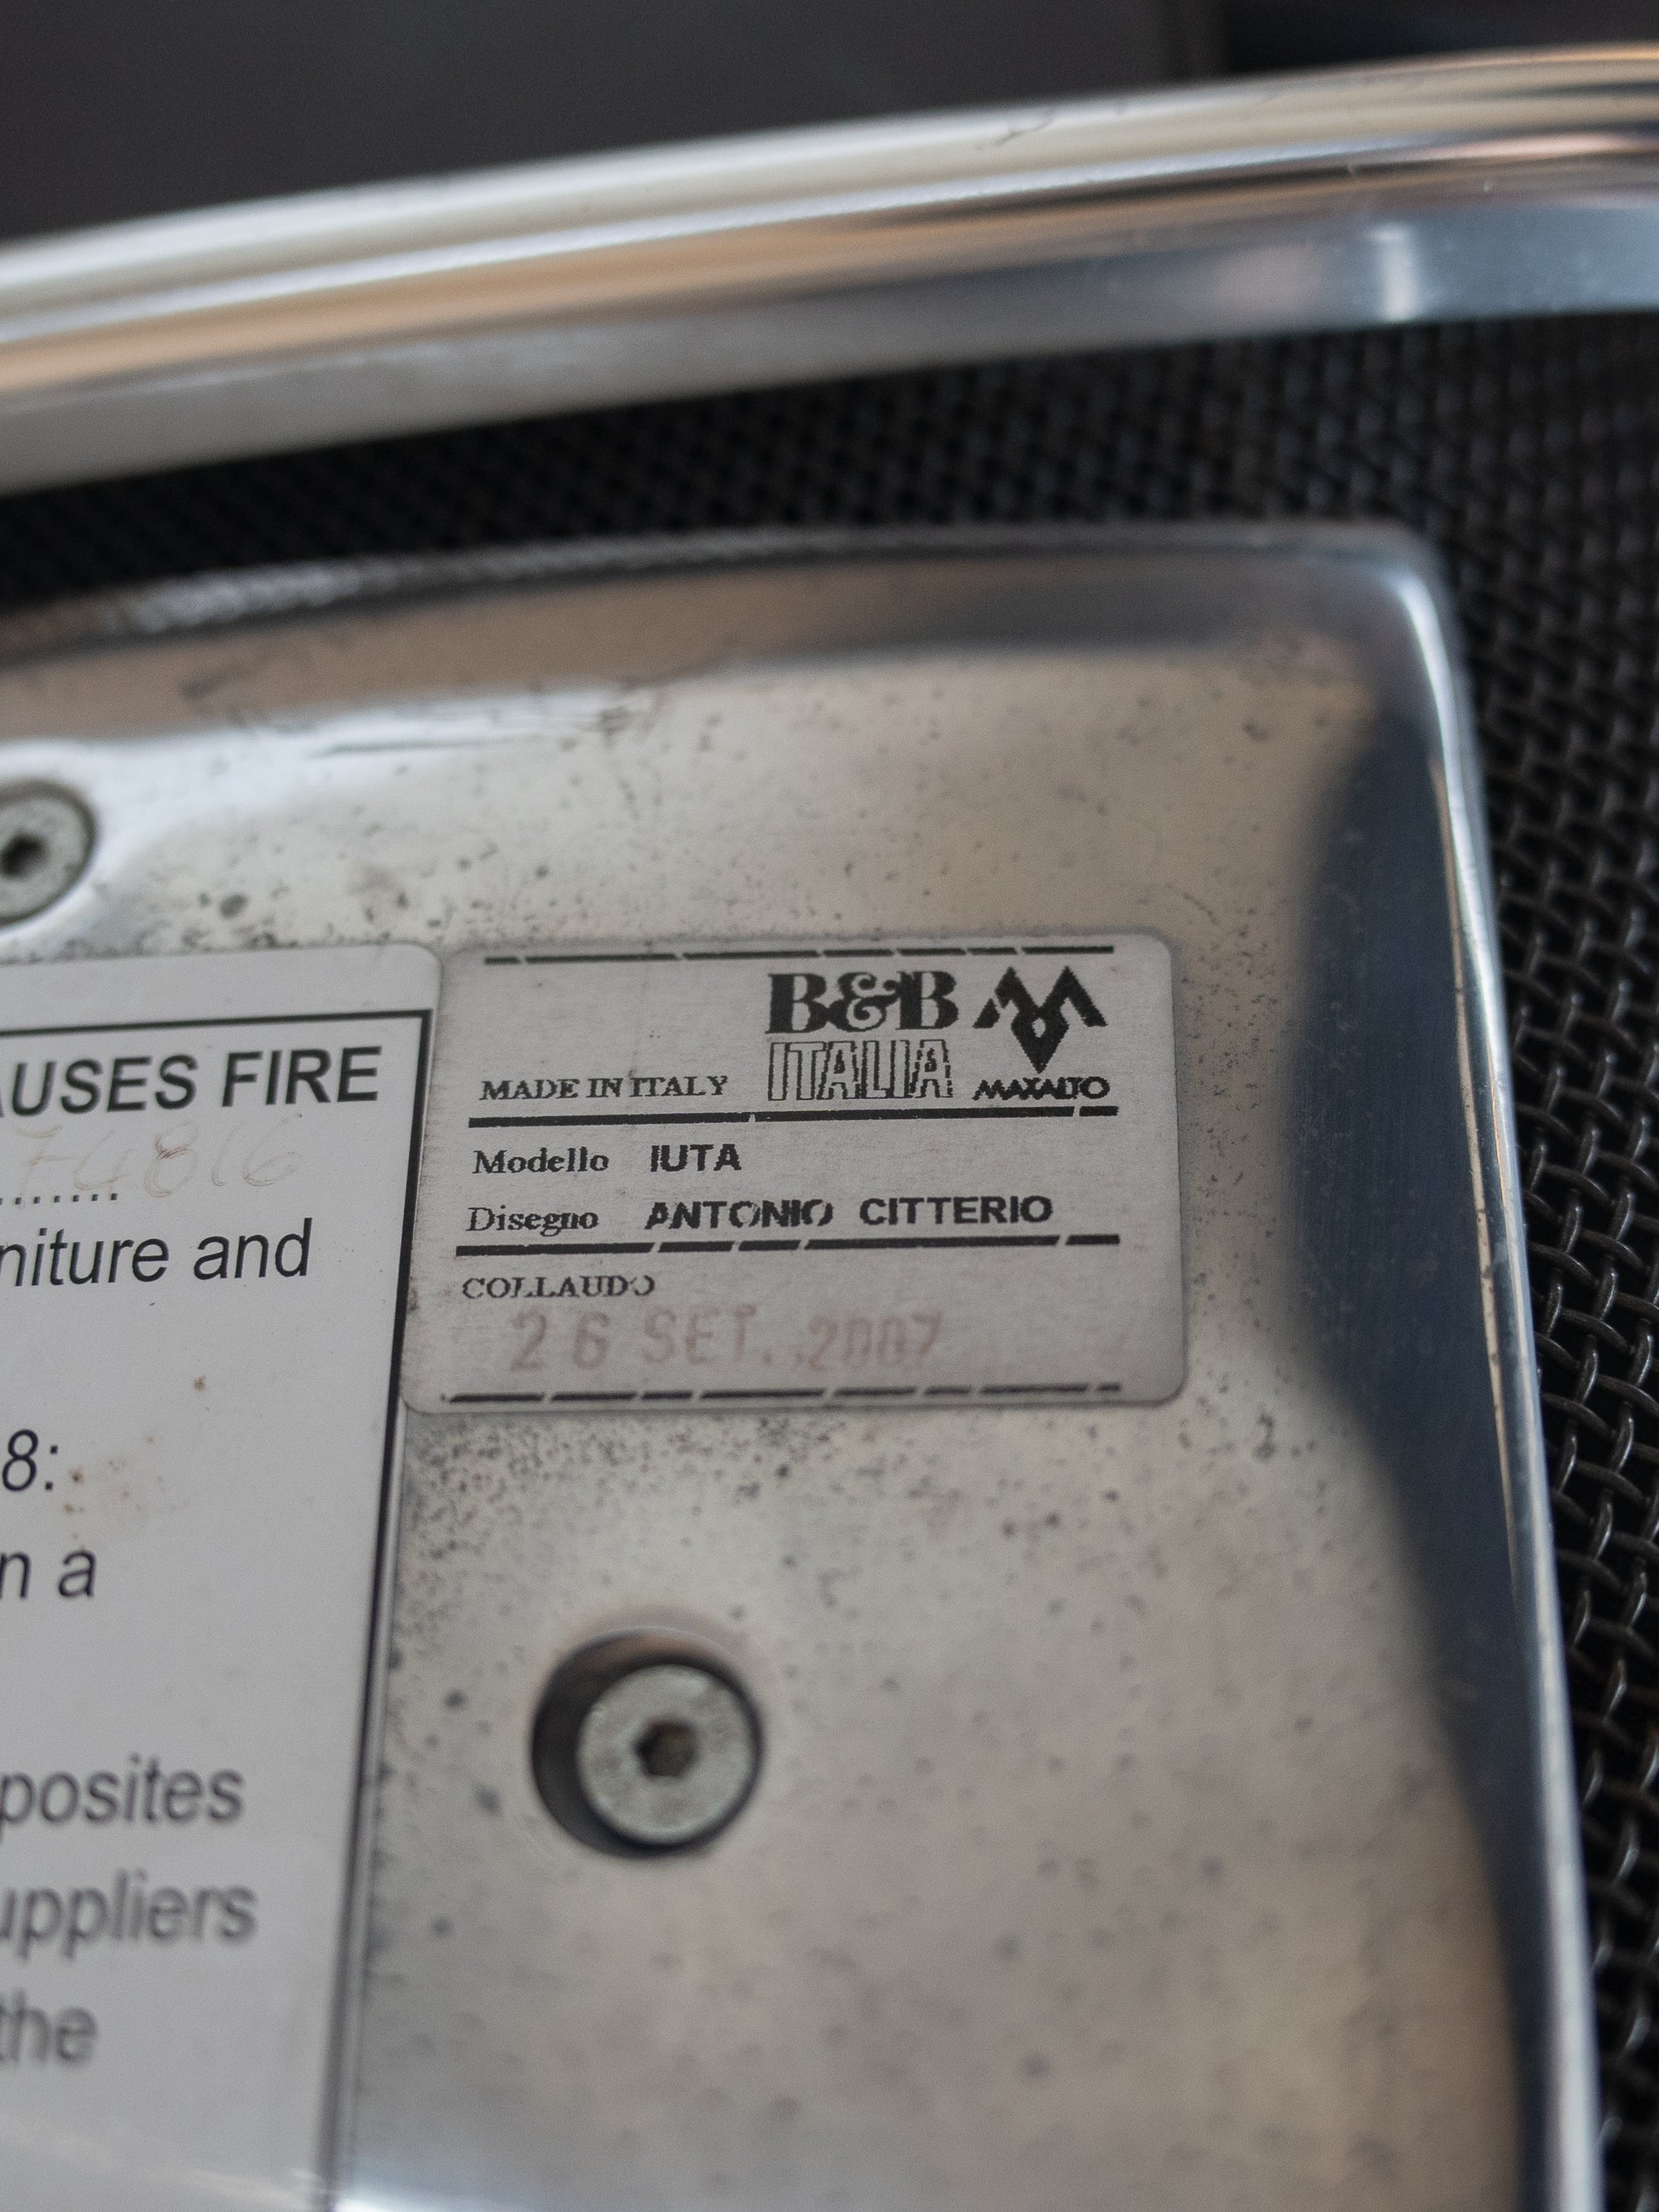 AUSES FIRE
74816
niture and
8:
n a
posites
uppliers
the
B&B
ITALIA
MADE IN ITALY
MAXALTO
Modello IUTA
Disegno ANTONIO CITTERIO
COLLAUDO
26 SET. 2007